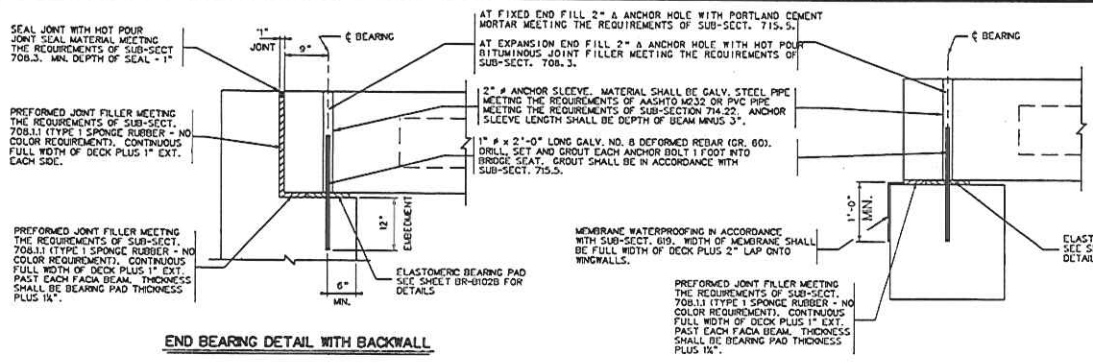 SEAL JOINT WITH HOT POUR
JOINT SEAL MATERIAL MEETING
THE REQUIREMENTS OF SUB-SECT
708.3. MIN. DEPTH OF SEAL - 1"
PREFORMED JOINT FILLER MEETING
THE REQUIREMENTS OF SUB-SECT.
708.1.1 (TYPE 1 SPONGE RUBBER - NO
COLOR REQUIREMENT). CONTINUOUS
FULL WIDTH OF DECK PLUS 1" EXT.
EACH SIDE.
PREFORMED JOINT FILLER MEETING
THE REQUIREMENTS OF SUB-SECT.
708.1.1 (TYPE 1 SPONGE RUBBER - NO
COLOR REQUIREMENT). CONTINUOUS
FULL WIDTH OF DECK PLUS 1" EXT.
PAST EACH FACIA BEAM. THICKNESS
SHALL BE BEARING PAD THICKNESS
PLUS 1¼".
1"
JOINT
9"
℄ BEARING
12"
EMBEDMENT
6"
MIN.
ELASTOMERIC BEARING PAD
SEE SHEET BR-B102B FOR
DETAILS
END BEARING DETAIL WITH BACKWALL
AT FIXED END FILL 2" Δ ANCHOR HOLE WITH PORTLAND CEMENT
MORTAR MEETING THE REQUIREMENTS OF SUB-SECT. 715.5.
AT EXPANSION END FILL 2" Δ ANCHOR HOLE WITH HOT POUR
BITUMINOUS JOINT FILLER MEETING THE REQUIREMENTS OF
SUB-SECT. 708.3.
2" ø ANCHOR SLEEVE. MATERIAL SHALL BE GALV. STEEL PIPE
MEETING THE REQUIREMENTS OF AASHTO M232 OR PVC PIPE
MEETING THE REQUIREMENTS OF SUB-SECTION 714.22. ANCHOR
SLEEVE LENGTH SHALL BE DEPTH OF BEAM MINUS 3".
1" ø x 2'-0" LONG GALV. NO. 8 DEFORMED REBAR (GR. 60).
DRILL, SET AND GROUT EACH ANCHOR BOLT 1 FOOT INTO
BRIDGE SEAT. GROUT SHALL BE IN ACCORDANCE WITH
SUB-SECT. 715.5.
MEMBRANE WATERPROOFING IN ACCORDANCE
WITH SUB-SECT. 619. WIDTH OF MEMBRANE SHALL
BE FULL WIDTH OF DECK PLUS 2" LAP ONTO
WINGWALLS.
PREFORMED JOINT FILLER MEETING
THE REQUIREMENTS OF SUB-SECT.
708.1.1 (TYPE 1 SPONGE RUBBER - NO
COLOR REQUIREMENT). CONTINUOUS
FULL WIDTH OF DECK PLUS 1" EXT.
PAST EACH FACIA BEAM. THICKNESS
SHALL BE BEARING PAD THICKNESS
PLUS 1¼".
℄ BEARING
1'-0"
MIN.
ELAST
SEE S
DETAIL